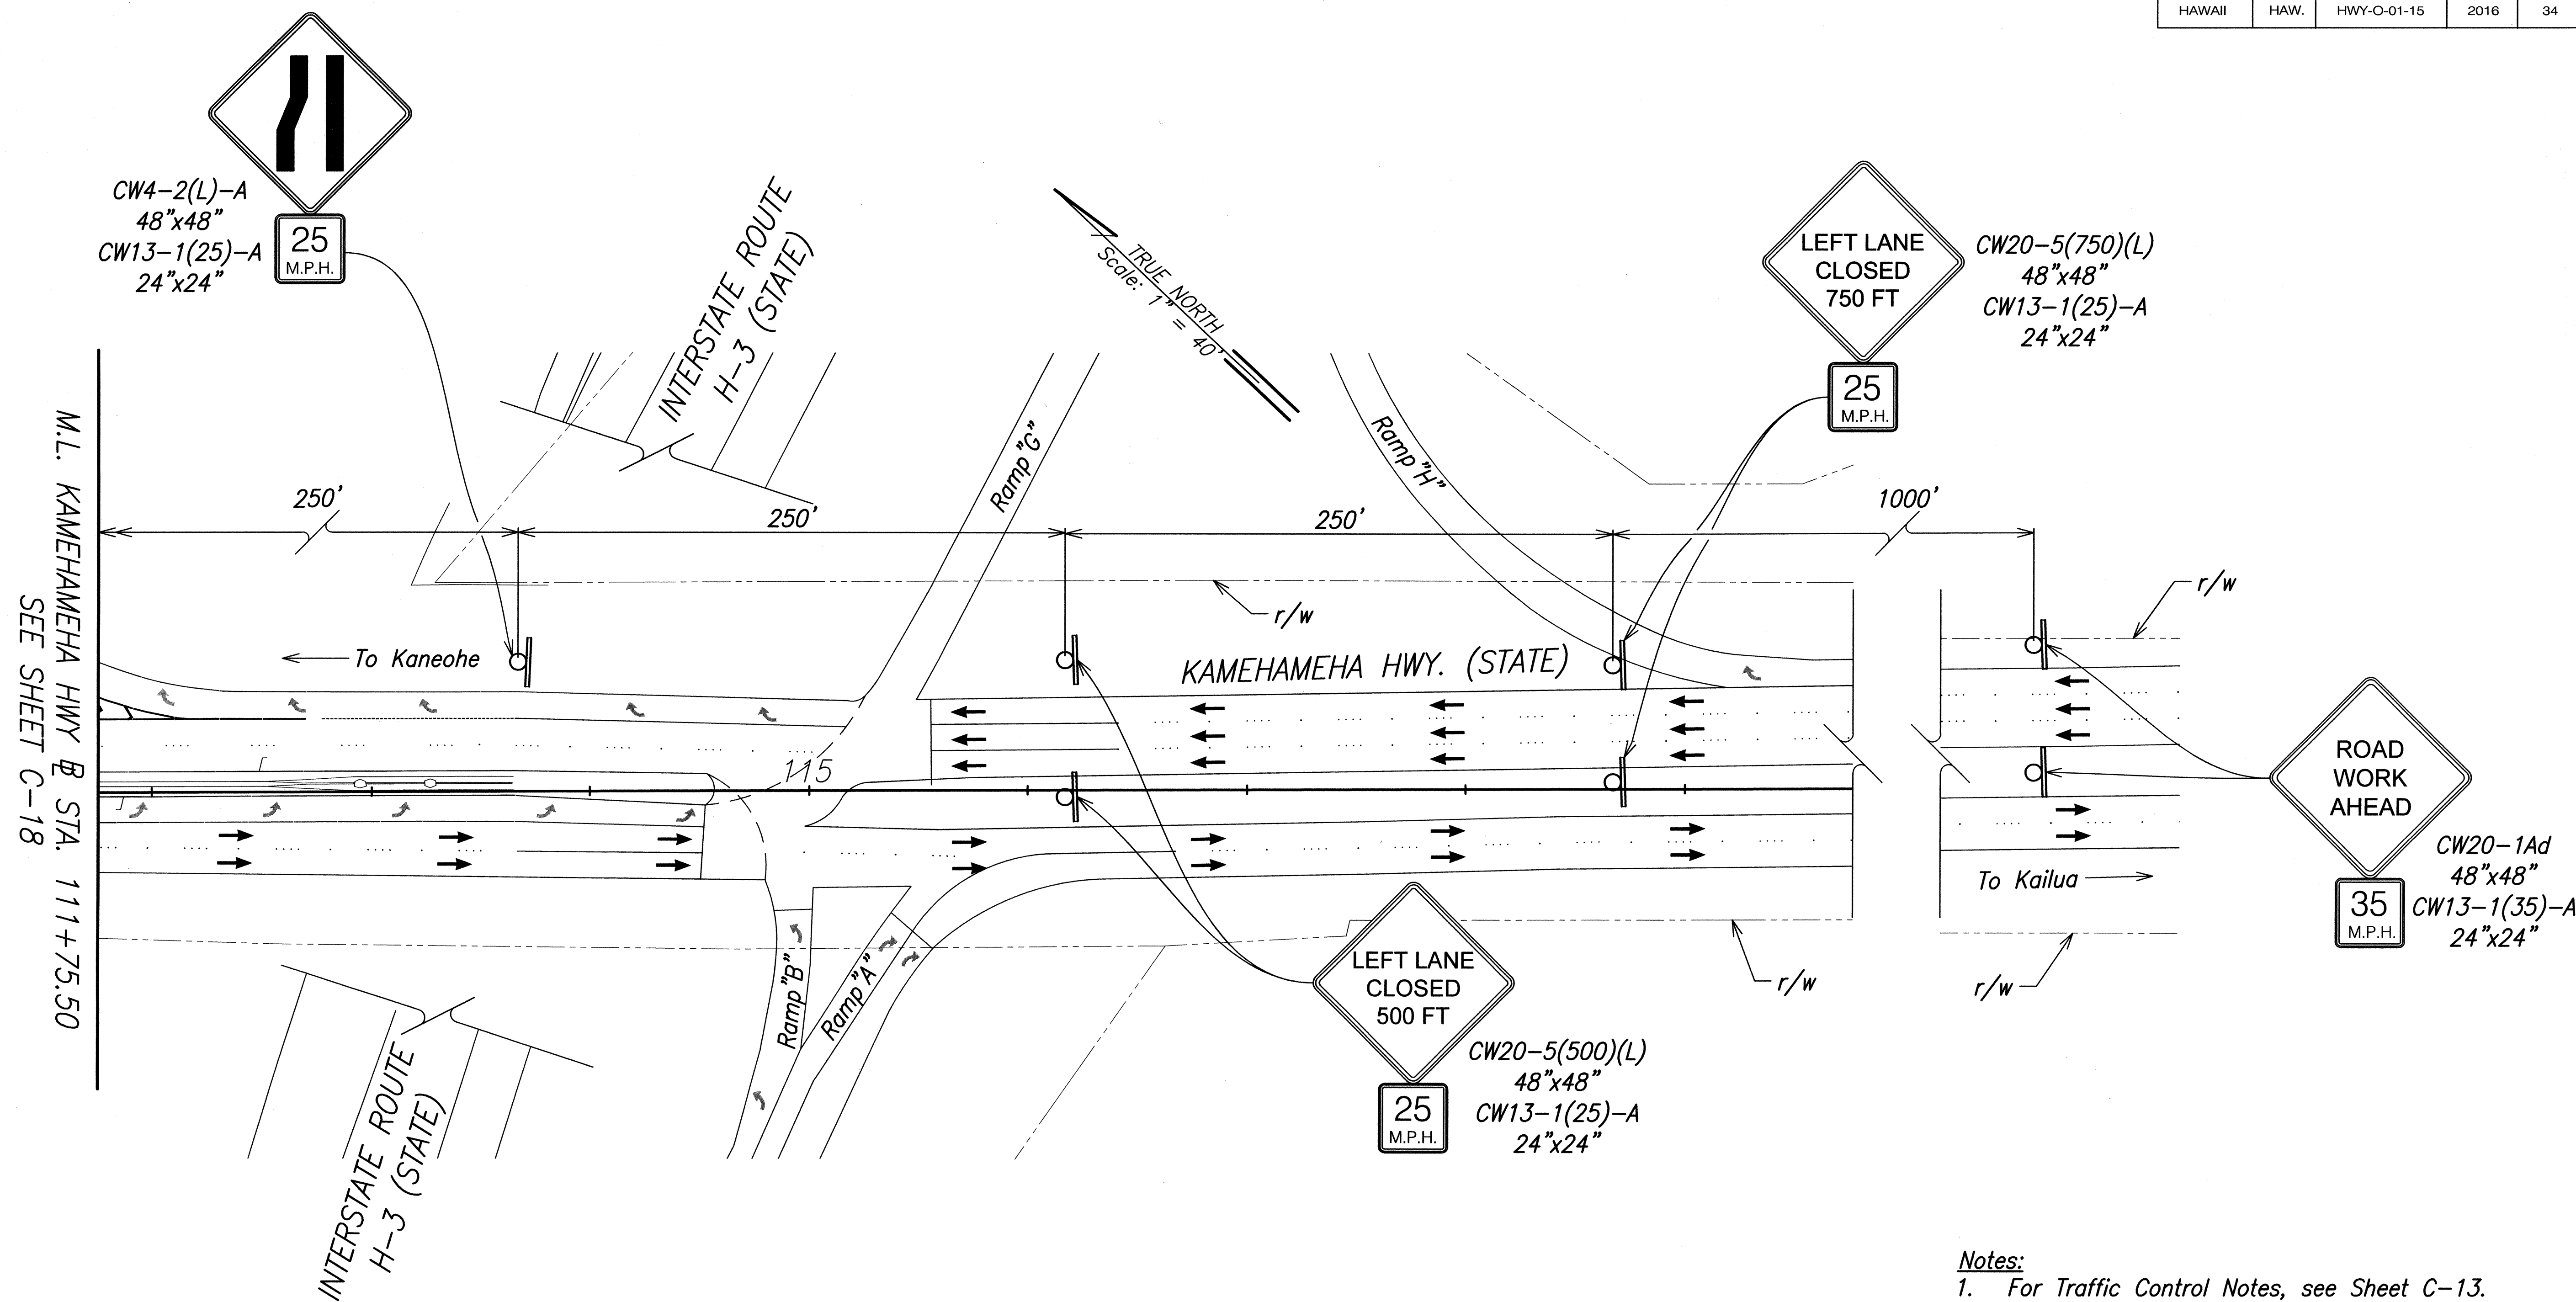 HAWAII HAW. HWY-O-01-15 2016 34
CW4-2(L)-A
48"x48"
CW13-1(25)-A
24"x24"
25
M.P.H.
INTERSTATE ROUTE
H-3 (STATE)
TRUE NORTH
Scale: 1" = 40'
LEFT LANE
CLOSED
750 FT
25
M.P.H.
CW20-5(750)(L)
48"x48"
CW13-1(25)-A
24"x24"
M.L. KAMEHAMEHA HWY ꟼL STA. 111+75.50
SEE SHEET C-18
250'
250'
250'
1000'
Ramp "G"
Ramp "H"
r/w
r/w
To Kaneohe
KAMEHAMEHA HWY. (STATE)
115
ROAD
WORK
AHEAD
35
M.P.H.
CW20-1Ad
48"x48"
CW13-1(35)-A
24"x24"
To Kailua
Ramp "B"
Ramp "A"
LEFT LANE
CLOSED
500 FT
25
M.P.H.
CW20-5(500)(L)
48"x48"
CW13-1(25)-A
24"x24"
r/w
r/w
INTERSTATE ROUTE
H-3 (STATE)
Notes:
1. For Traffic Control Notes, see Sheet C-13.